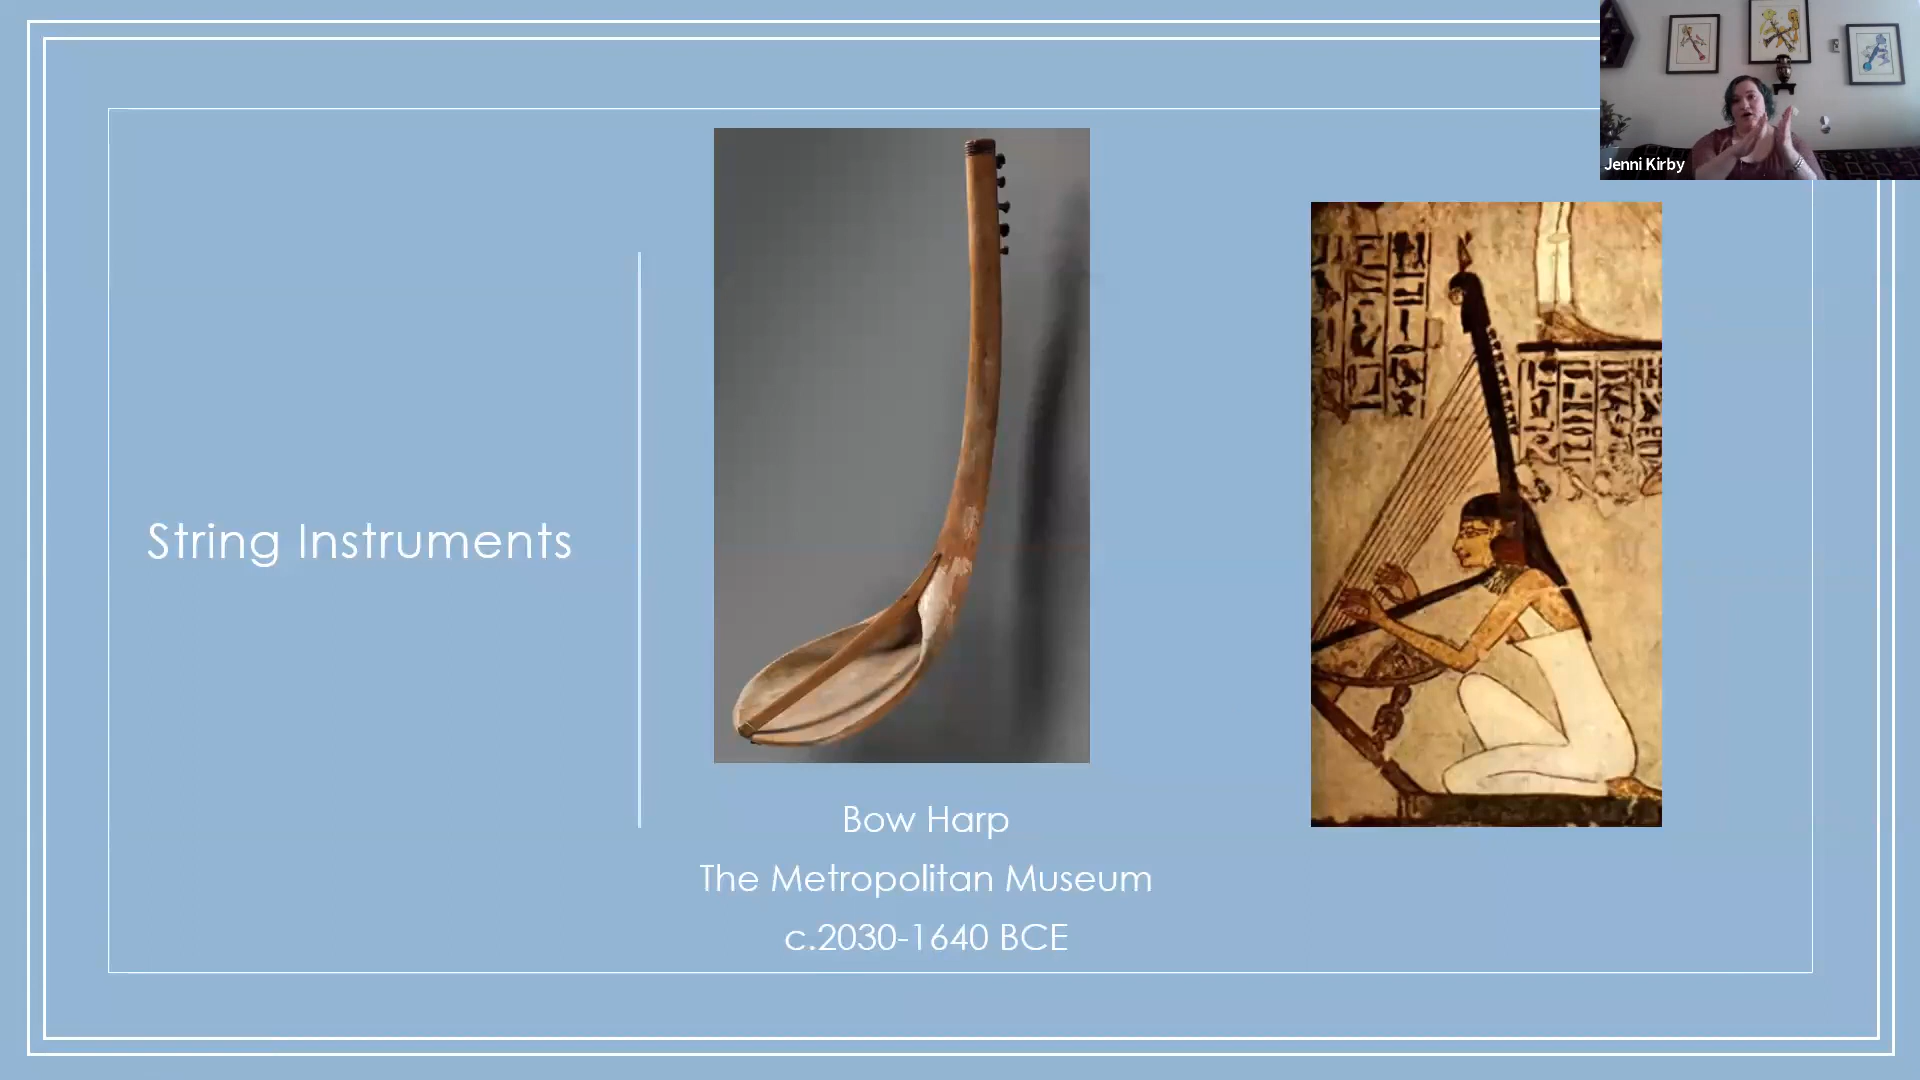 Jenni Kirby
String Instruments
Bow Harp
The Metropolitan Museum
c.2030-1640 BCE